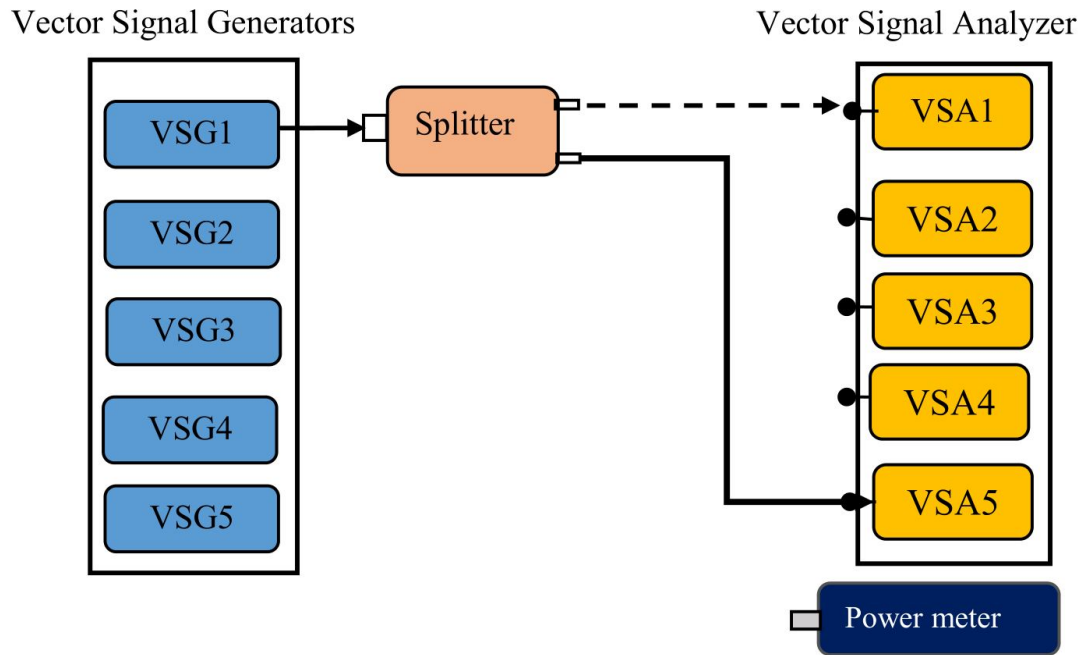 Vector Signal Generators
Vector Signal Analyzer
VSG1
VSG2
VSG3
VSG4
VSG5
Splitter
VSA1
VSA2
VSA3
VSA4
VSA5
Power meter